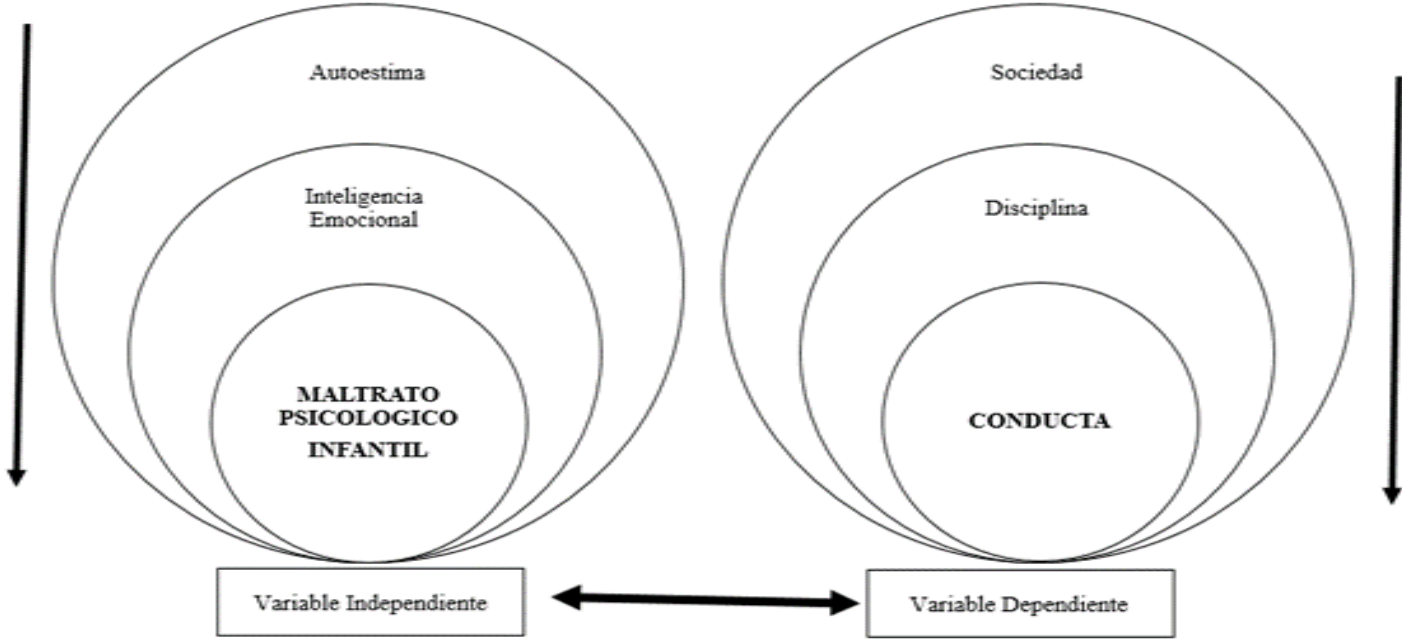 Autoestima
Inteligencia
Emocional
MALTRATO
PSICOLOGICO
INFANTIL
Variable Independiente
Sociedad
Disciplina
CONDUCTA
Variable Dependiente